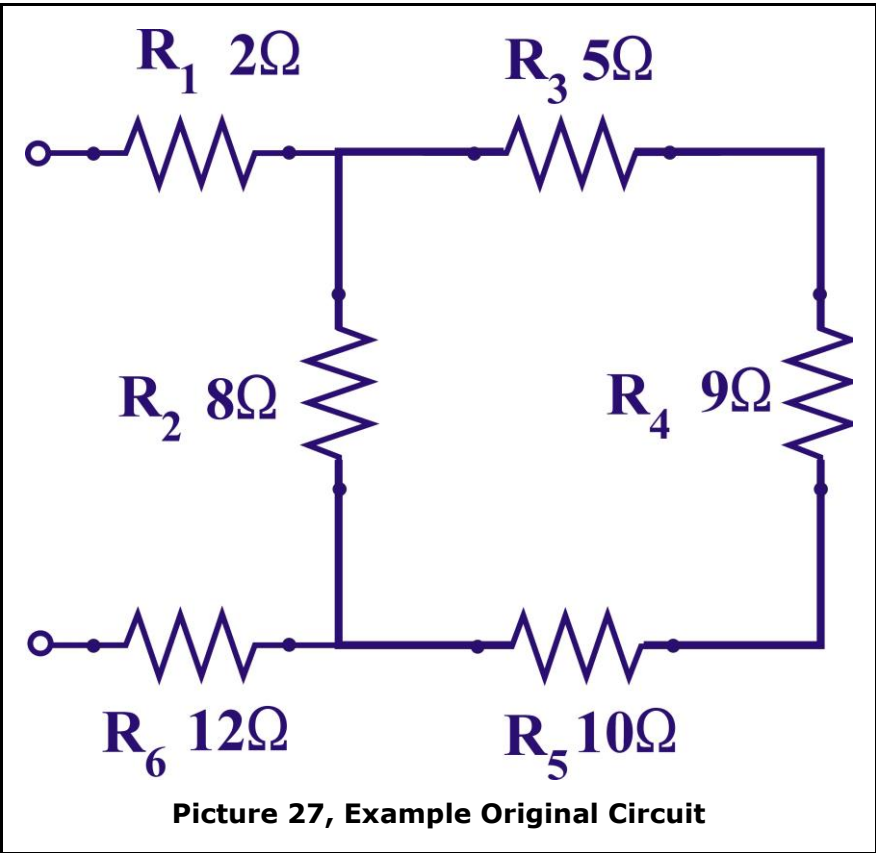 R1 2Ω
R3 5Ω
R2 8Ω
R4 9Ω
R6 12Ω
R5 10Ω
Picture 27, Example Original Circuit